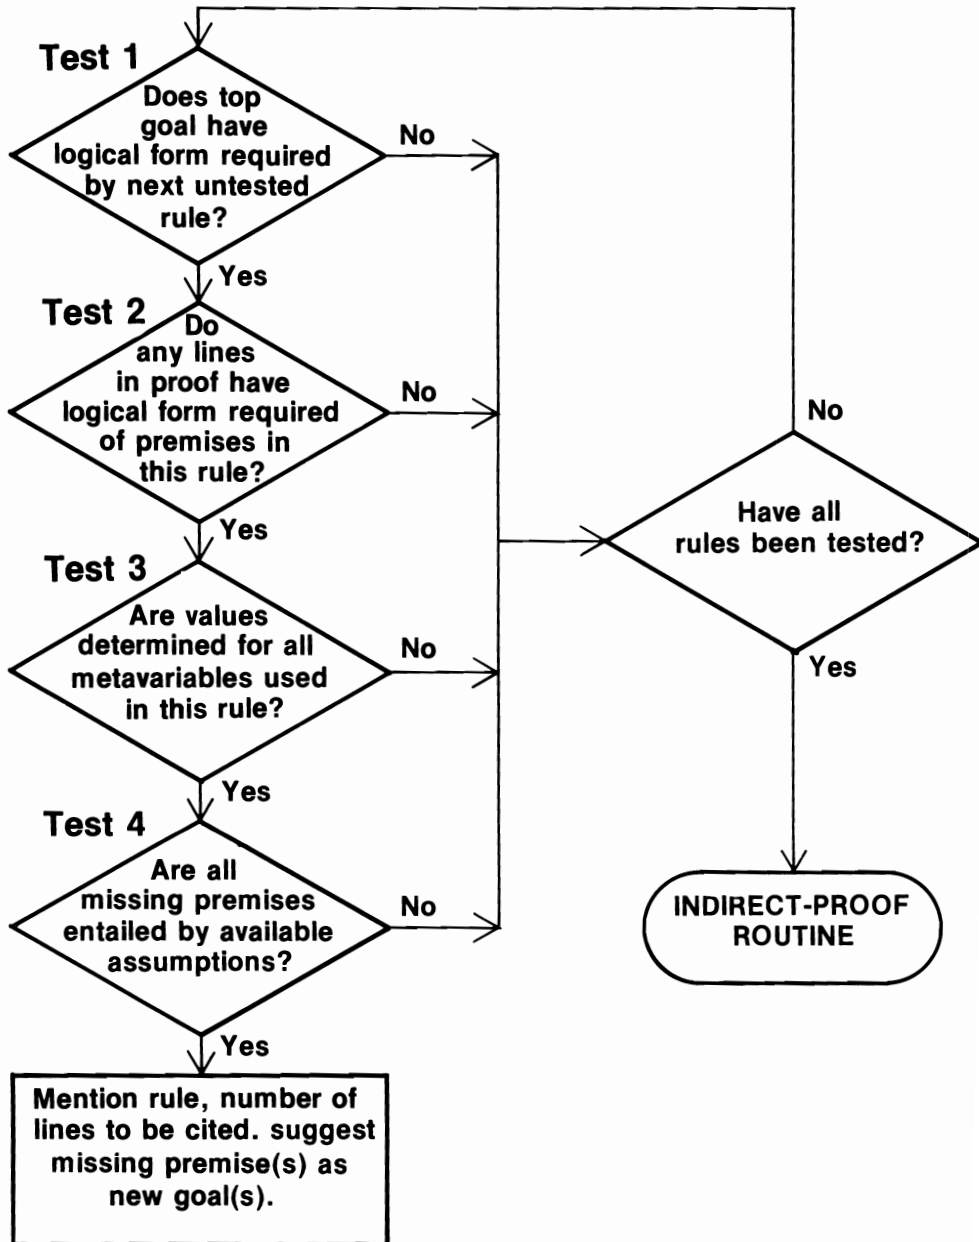 Test 1
Does top
goal have
logical form required
by next untested
rule?
No
Yes
Test 2
Do
any lines
in proof have
logical form required
of premises in
this rule?
No
Yes
Test 3
Are values
determined for all
metavariables used
in this rule?
No
Yes
Test 4
Are all
missing premises
entailed by available
assumptions?
No
Yes
Mention rule, number of
lines to be cited. suggest
missing premise(s) as
new goal(s).
Have all
rules been tested?
No
Yes
INDIRECT-PROOF
ROUTINE